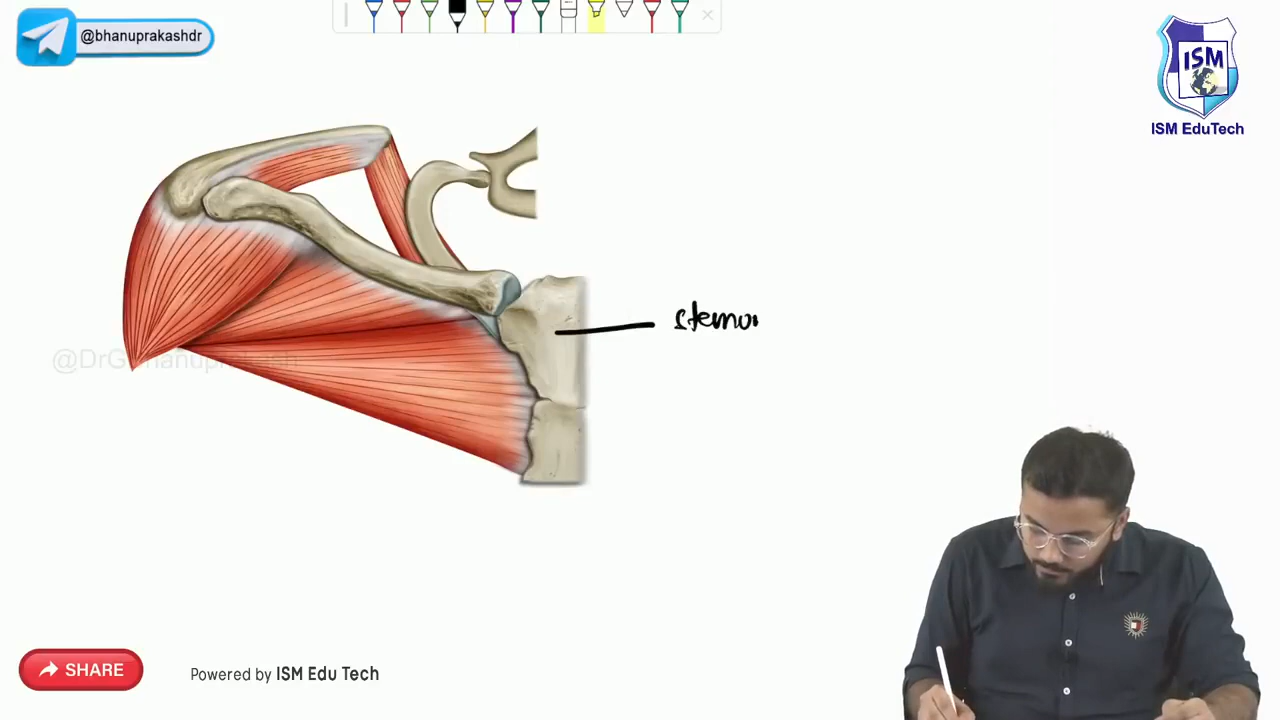 @bhanuprakashdr
ISM
ISM EduTech
sternu
SHARE
Powered by ISM Edu Tech